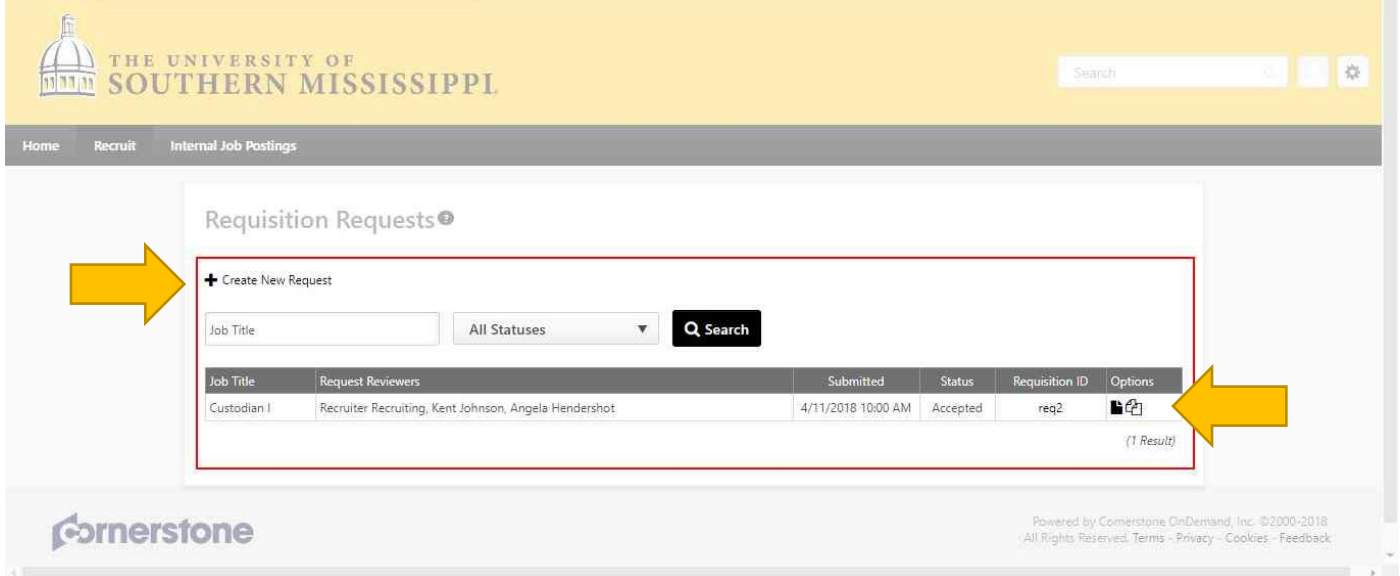 THE UNIVERSITY OF
SOUTHERN MISSISSIPPI.
Search
Home Recruit Internal Job Postings
Requisition Requests?
Create New Request
Job Title All Statuses Search
Job Title Request Reviewers Submitted Status Requisition ID Options
Custodian I Recruiter Recruiting, Kent Johnson, Angela Hendershot 4/11/2018 10:00 AM Accepted req2
(1 Result)
Cornerstone
Powered by Cornerstone OnDemand, Inc. ©2000-2018
All Rights Reserved. Terms - Privacy - Cookies - Feedback